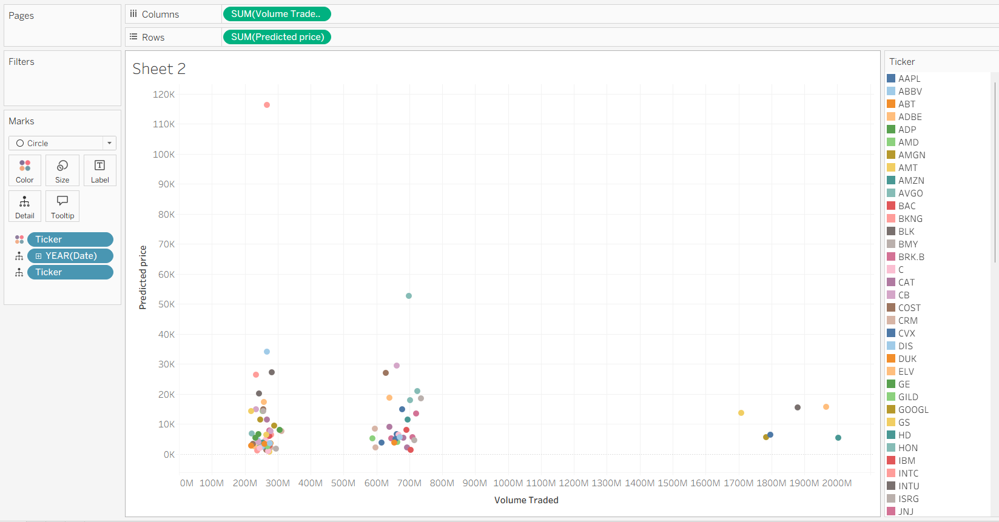 Pages
Columns
SUM(Volume Trade..
Rows
SUM(Predicted price)
Filters
Marks
Circle
Color
Size
Label
Detail
Tooltip
Ticker
YEAR(Date)
Ticker
Sheet 2
120K
110K
100K
90K
80K
70K
60K
50K
40K
30K
20K
10K
0K
Predicted price
0M 100M 200M 300M 400M 500M 600M 700M 800M 900M 1000M 1100M 1200M 1300M 1400M 1500M 1600M 1700M 1800M 1900M 2000M
Volume Traded
Ticker
AAPL
ABBV
ABT
ADBE
ADP
AMD
AMGN
AMT
AMZN
AVGO
BAC
BKNG
BLK
BMY
BRK.B
C
CAT
CB
COST
CRM
CVX
DIS
DUK
ELV
GE
GILD
GOOGL
GS
HD
HON
IBM
INTC
INTU
ISRG
JNJ